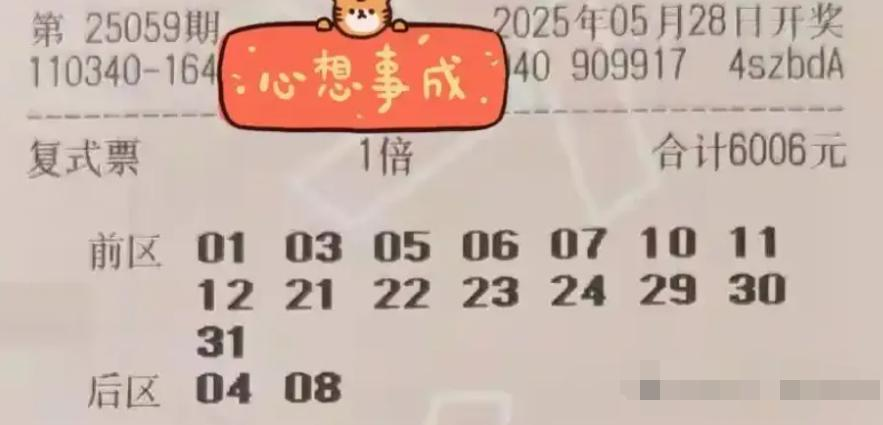 第 25059期
2025年05月28日开奖
110340-164
心想事成
40 909917 4szbdA
复式票 1倍 合计6006元
前区 01 03 05 06 07 10 11
12 21 22 23 24 29 30
31
后区 04 08